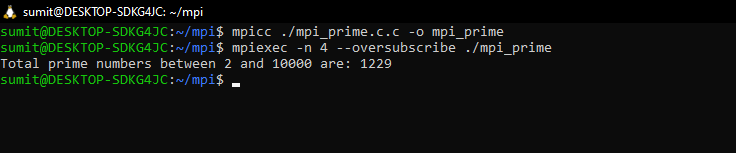 sumit@DESKTOP-SDKG4JC: ~/mpi
sumit@DESKTOP-SDKG4JC:~/mpi$ mpicc ./mpi_prime.c.c -o mpi_prime
sumit@DESKTOP-SDKG4JC:~/mpi$ mpiexec -n 4 --oversubscribe ./mpi_prime
Total prime numbers between 2 and 10000 are: 1229
sumit@DESKTOP-SDKG4JC:~/mpi$